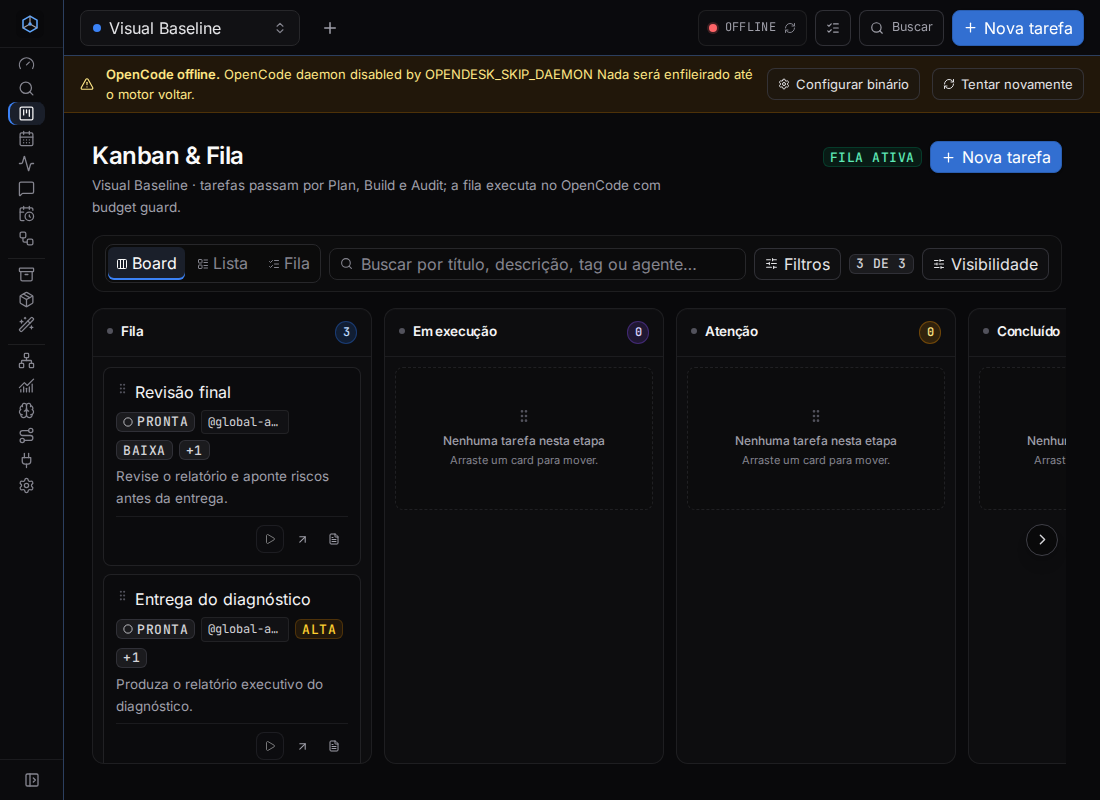 Visual Baseline
OFFLINE
Buscar
Nova tarefa
OpenCode offline. OpenCode daemon disabled by OPENDESK_SKIP_DAEMON Nada será enfileirado até
o motor voltar.
Configurar binário
Tentar novamente
Kanban & Fila
FILA ATIVA
Nova tarefa
Visual Baseline · tarefas passam por Plan, Build e Audit; a fila executa no OpenCode com
budget guard.
Board
Lista
Fila
Buscar por título, descrição, tag ou agente...
Filtros
3 DE 3
Visibilidade
Fila
3
Em execução
0
Atenção
0
Concluído
Revisão final
PRONTA
@global-a…
BAIXA
+1
Revise o relatório e aponte riscos
antes da entrega.
Entrega do diagnóstico
PRONTA
@global-a…
ALTA
+1
Produza o relatório executivo do
diagnóstico.
Nenhuma tarefa nesta etapa
Arraste um card para mover.
Nenhuma tarefa nesta etapa
Arraste um card para mover.